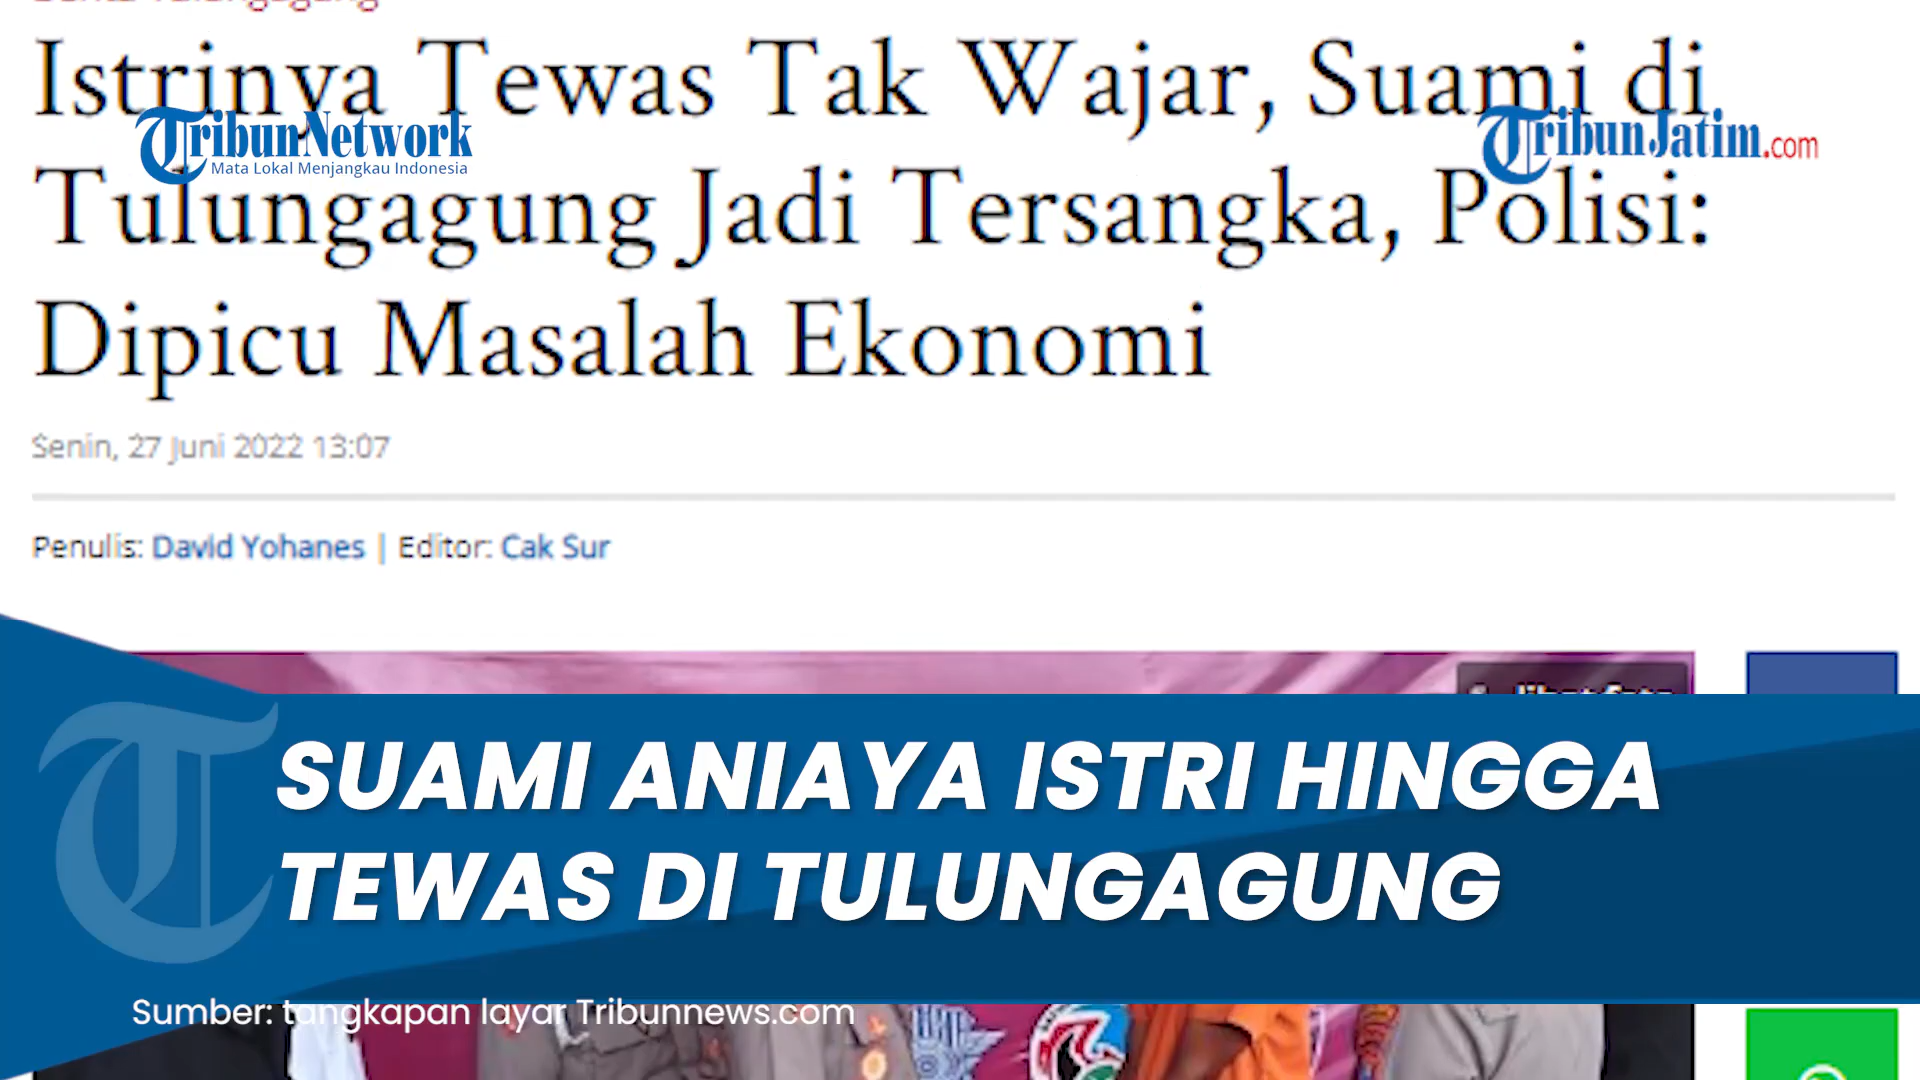 Istrinya Tewas Tak Wajar, Suami di
TribunNetwork
Mata Lokal Menjangkau Indonesia
TribunJatim.com
Tulungagung Jadi Tersangka, Polisi:
Dipicu Masalah Ekonomi
Senin, 27 Juni 2022 13:07
Penulis: David Yohanes | Editor: Cak Sur
SUAMI ANIAYA ISTRI HINGGA
TEWAS DI TULUNGAGUNG
Sumber: tangkapan layar Tribunnews.com